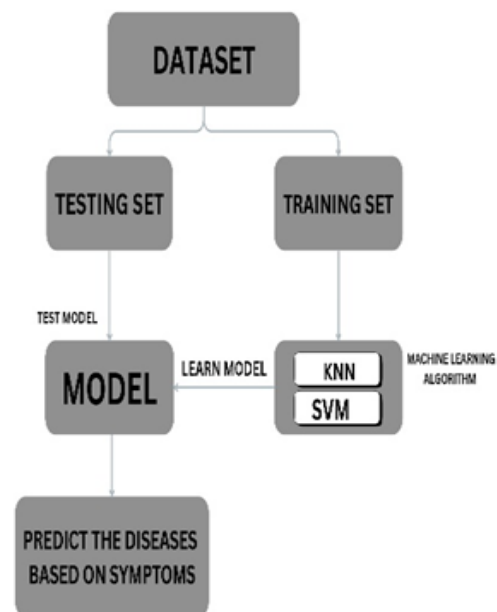 DATASET
TESTING SET
TRAINING SET
TEST MODEL
MODEL
LEARN MODEL
KNN
SVM
MACHINE LEARNING
ALGORITHM
PREDICT THE DISEASES
BASED ON SYMPTOMS